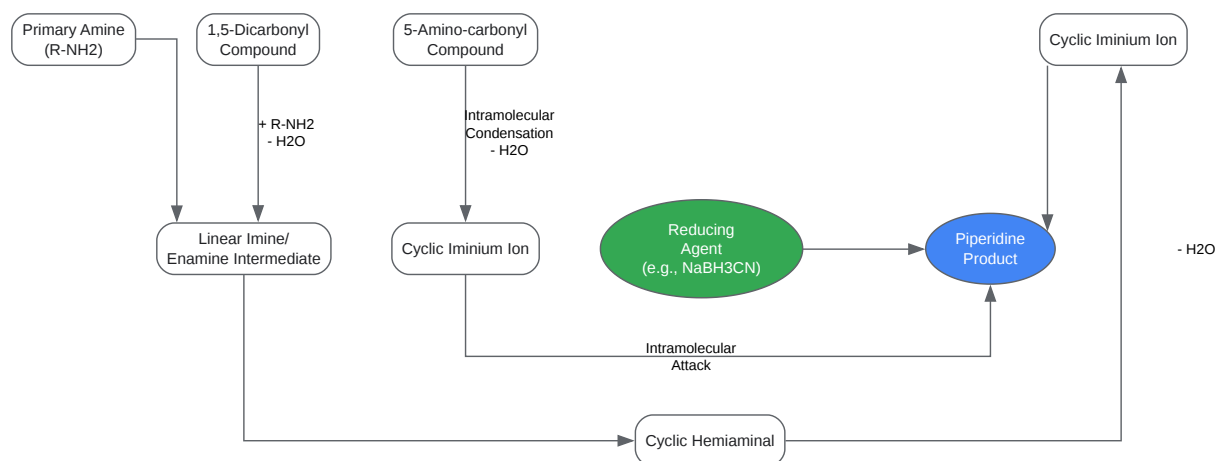 Primary Amine
(R-NH2)
1,5-Dicarbonyl
Compound
5-Amino-carbonyl
Compound
Cyclic Iminium Ion
+ R-NH2
- H2O
Intramolecular
Condensation
- H2O
Linear Imine/
Enamine Intermediate
Cyclic Iminium Ion
Reducing
Agent
(e.g., NaBH3CN)
Piperidine
Product
- H2O
Intramolecular
Attack
Cyclic Hemiaminal